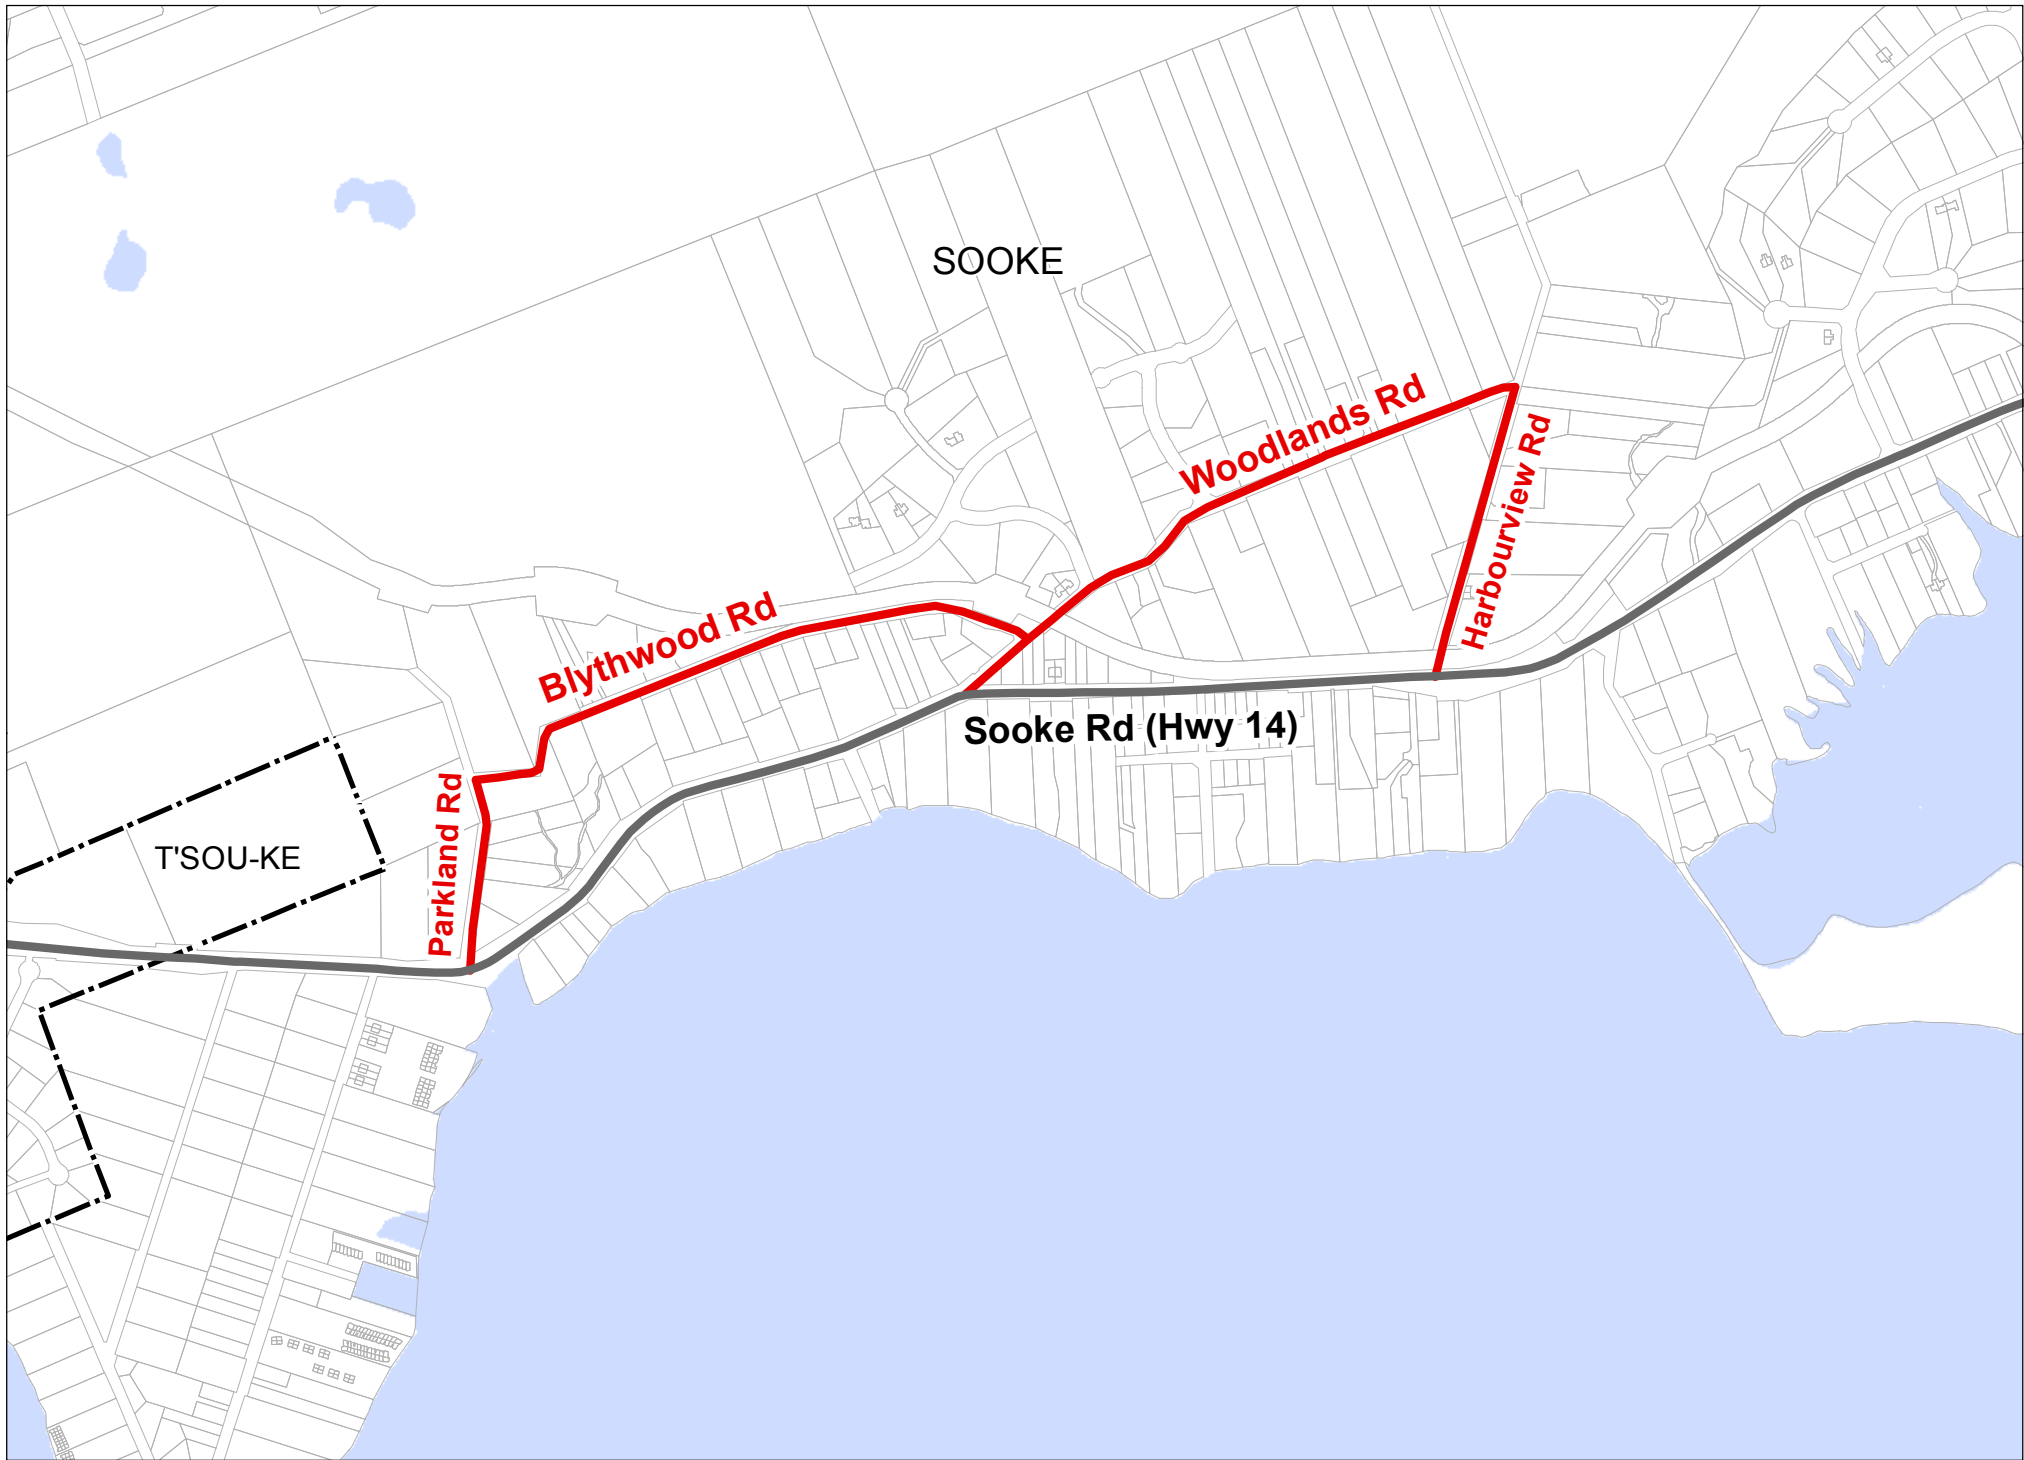 SOOKE
Woodlands Rd
Harbourview Rd
Blythwood Rd
Sooke Rd (Hwy 14)
Parkland Rd
T'SOU-KE